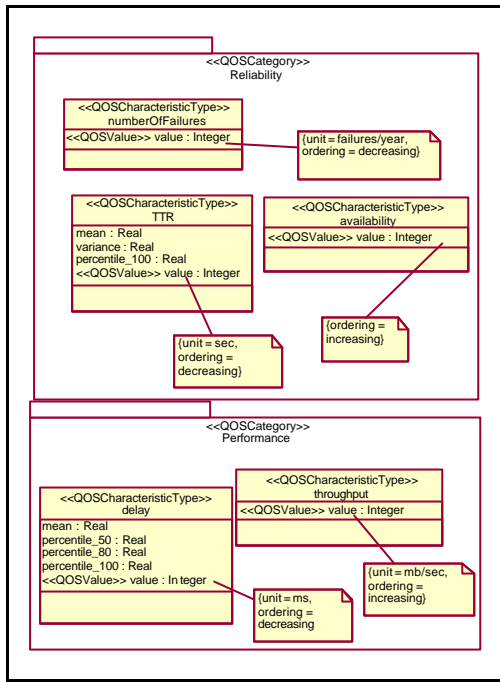 <<QOSCategory>>
Reliability
<<QOSCharacteristicType>>
numberOfFailures
<<QOSValue>> value : Integer
{unit = failures/year,
ordering = decreasing}
<<QOSCharacteristicType>>
TTR
mean : Real
variance : Real
percentile_100 : Real
<<QOSValue>> value : Integer
<<QOSCharacteristicType>>
availability
<<QOSValue>> value : Integer
{unit = sec,
ordering =
decreasing}
{ordering =
increasing}
<<QOSCategory>>
Performance
<<QOSCharacteristicType>>
delay
mean : Real
percentile_50 : Real
percentile_80 : Real
percentile_100 : Real
<<QOSValue>> value : Integer
<<QOSCharacteristicType>>
throughput
<<QOSValue>> value : Integer
{unit = ms,
ordering =
decreasing
{unit = mb/sec,
ordering =
increasing}